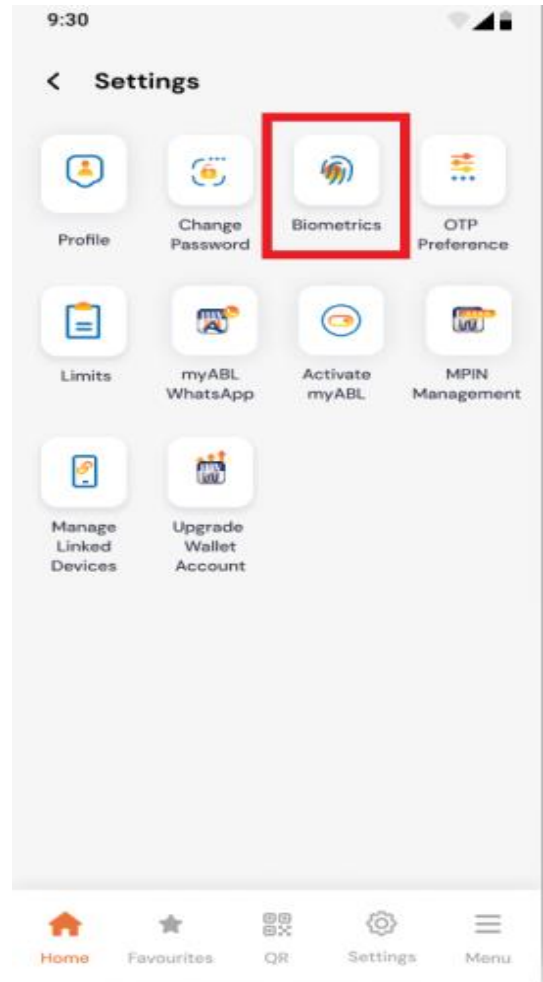 9:30
< Settings
Profile
Change
Password
Biometrics
OTP
Preference
Limits
myABL
WhatsApp
Activate
myABL
MPIN
Management
Manage
Linked
Devices
Upgrade
Wallet
Account
Home
Favourites
QR
Settings
Menu